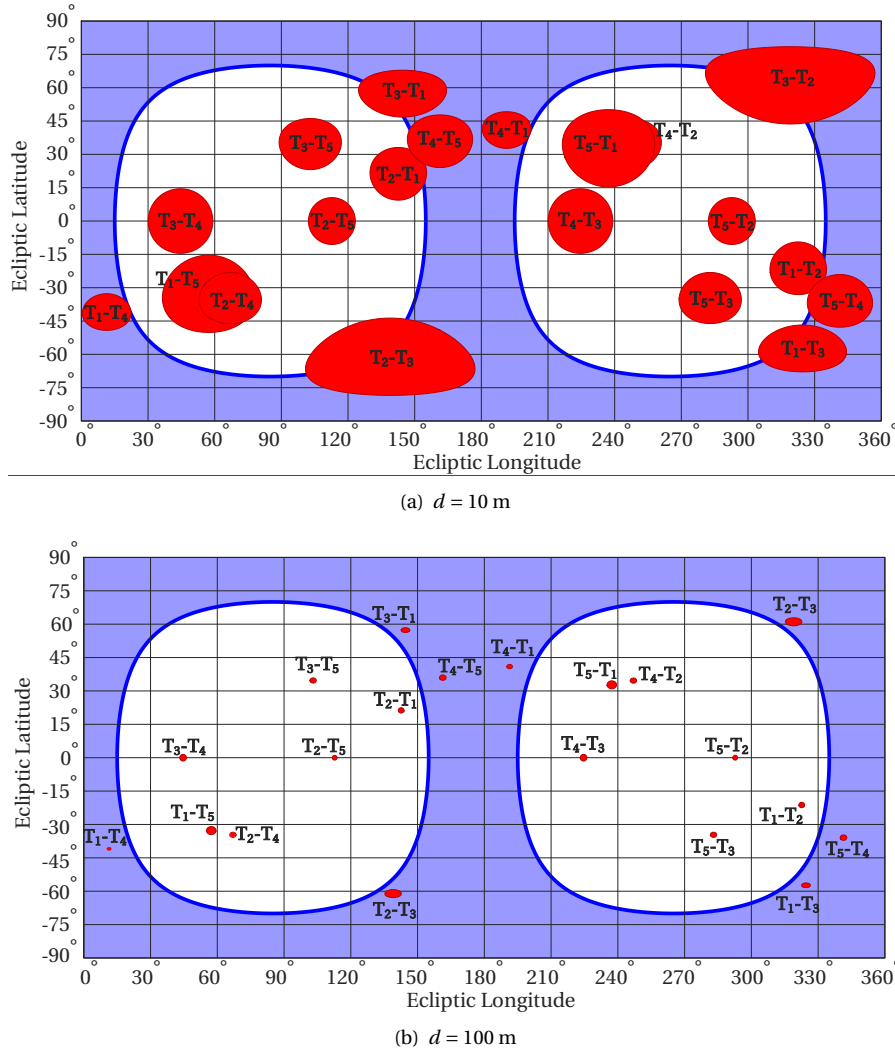 90°
75°
60°
45°
30°
15°
0°
-15°
-30°
-45°
-60°
-75°
-90°
Ecliptic Latitude
T₃-T₂
T₃-T₁
T₄-T₁
T₄-T₅
T₃-T₅
T₅-T₁
T₄-T₂
T₂-T₁
T₃-T₄
T₂-T₅
T₄-T₃
T₅-T₂
T₁-T₂
T₁-T₅
T₂-T₄
T₅-T₃
T₅-T₄
T₁-T₄
T₂-T₃
T₁-T₃
0° 30° 60° 90° 120° 150° 180° 210° 240° 270° 300° 330° 360°
Ecliptic Longitude
(a) d = 10 m
90°
75°
60°
45°
30°
15°
0°
-15°
-30°
-45°
-60°
-75°
-90°
Ecliptic Latitude
T₂-T₃
T₃-T₁
T₄-T₁
T₃-T₅
T₄-T₅
T₅-T₁
T₄-T₂
T₂-T₁
T₃-T₄
T₂-T₅
T₄-T₃
T₅-T₂
T₁-T₅
T₁-T₂
T₁-T₄
T₂-T₄
T₅-T₃
T₅-T₄
T₂-T₃
T₁-T₃
0° 30° 60° 90° 120° 150° 180° 210° 240° 270° 300° 330° 360°
Ecliptic Longitude
(b) d = 100 m